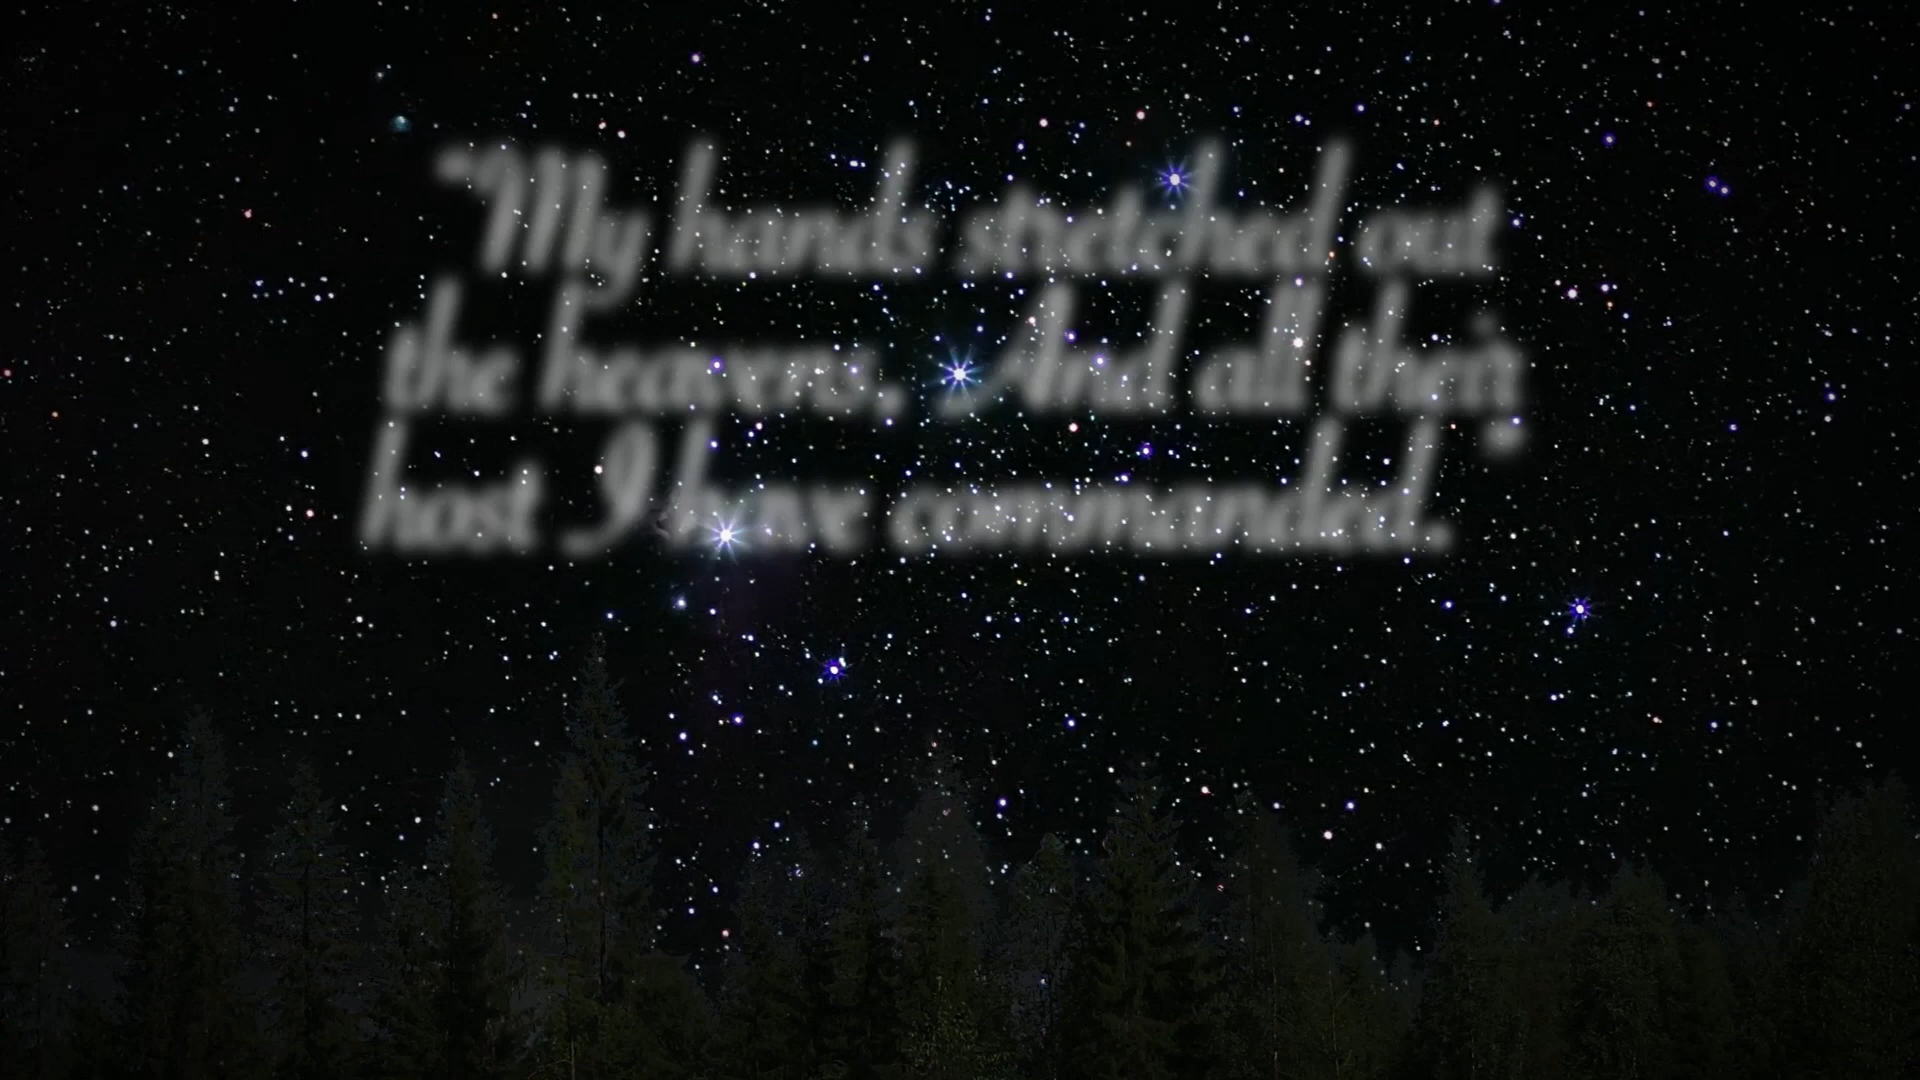 "My hands stretched out
the heavens, And all their
host I have commanded."